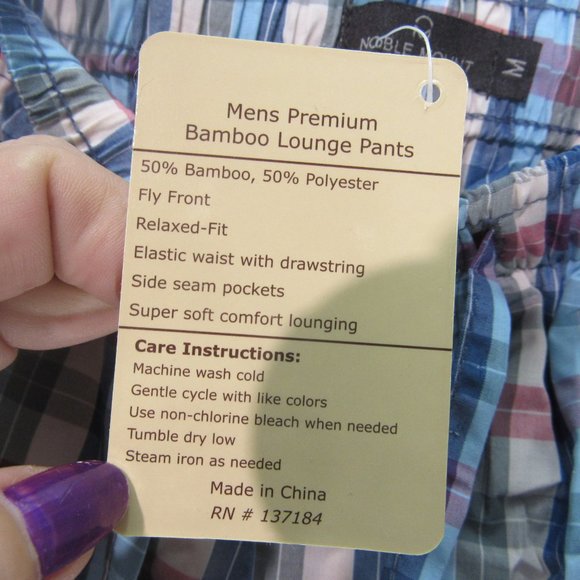 NOBLE MOUNT
M
Mens Premium
Bamboo Lounge Pants
50% Bamboo, 50% Polyester
Fly Front
Relaxed-Fit
Elastic waist with drawstring
Side seam pockets
Super soft comfort lounging
Care Instructions:
Machine wash cold
Gentle cycle with like colors
Use non-chlorine bleach when needed
Tumble dry low
Steam iron as needed
Made in China
RN # 137184